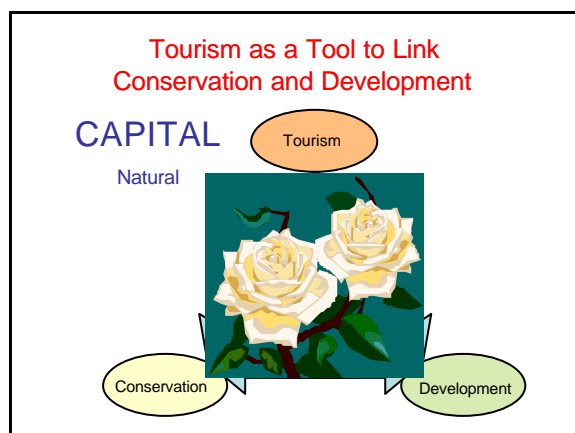 Tourism as a Tool to Link
Conservation and Development
CAPITAL
Tourism
Natural
Conservation
Development